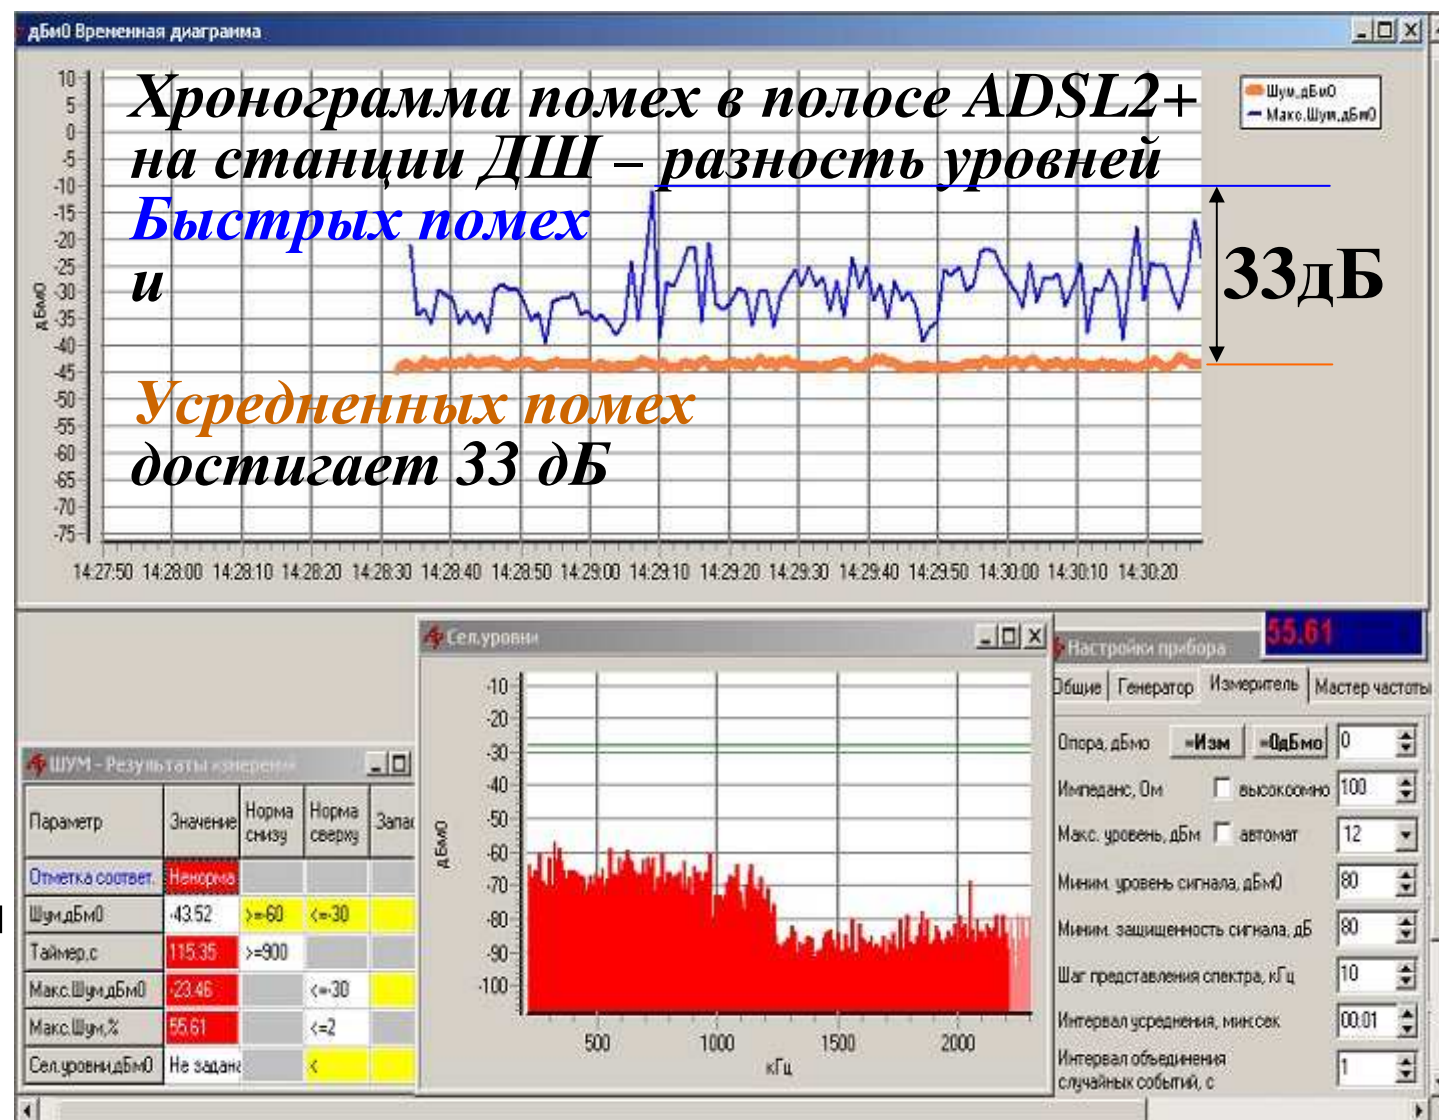 дБм0 Временная диаграмма
Хронограмма помех в полосе ADSL2+
на станции ДШ – разность уровней
Быстрых помех
и
Усредненных помех
достигает 33 дБ
33дБ
Шум,дБм0
Макс.Шум,дБм0
дБм0
10
5
0
-5
-10
-15
-20
-25
-30
-35
-40
-45
-50
-55
-60
-65
-70
-75
14:27:50 14:28:00 14:28:10 14:28:20 14:28:30 14:28:40 14:28:50 14:29:00 14:29:10 14:29:20 14:29:30 14:29:40 14:29:50 14:30:00 14:30:10 14:30:20
ШУМ - Результаты измерений
Параметр Значение Норма снизу Норма сверху Запас
Отметка соответ. Ненорма
Шум,дБм0 -43.52 >=-60 <=-30
Таймер,с 115.35 >=900
Макс.Шум,дБм0 -23.46 <=-30
Макс.Шум,% 55.61 <=2
Сел.уровни,дБм0 Не задана <
Сел.уровни
дБм0
-10
-20
-30
-40
-50
-60
-70
-80
-90
-100
500 1000 1500 2000
кГц
55.61
Настройки прибора
Общие Генератор Измеритель Мастер частоты
Опора, дБмо =Изм =0дБмо 0
Импеданс, Ом высокоомно 100
Макс. уровень, дБм автомат 12
Миним. уровень сигнала, дБм0 80
Миним. защищенность сигнала, дБ 80
Шаг представления спектра, кГц 10
Интервал усреднения, мин:сек 00:01
Интервал объединения
случайных событий, с 1